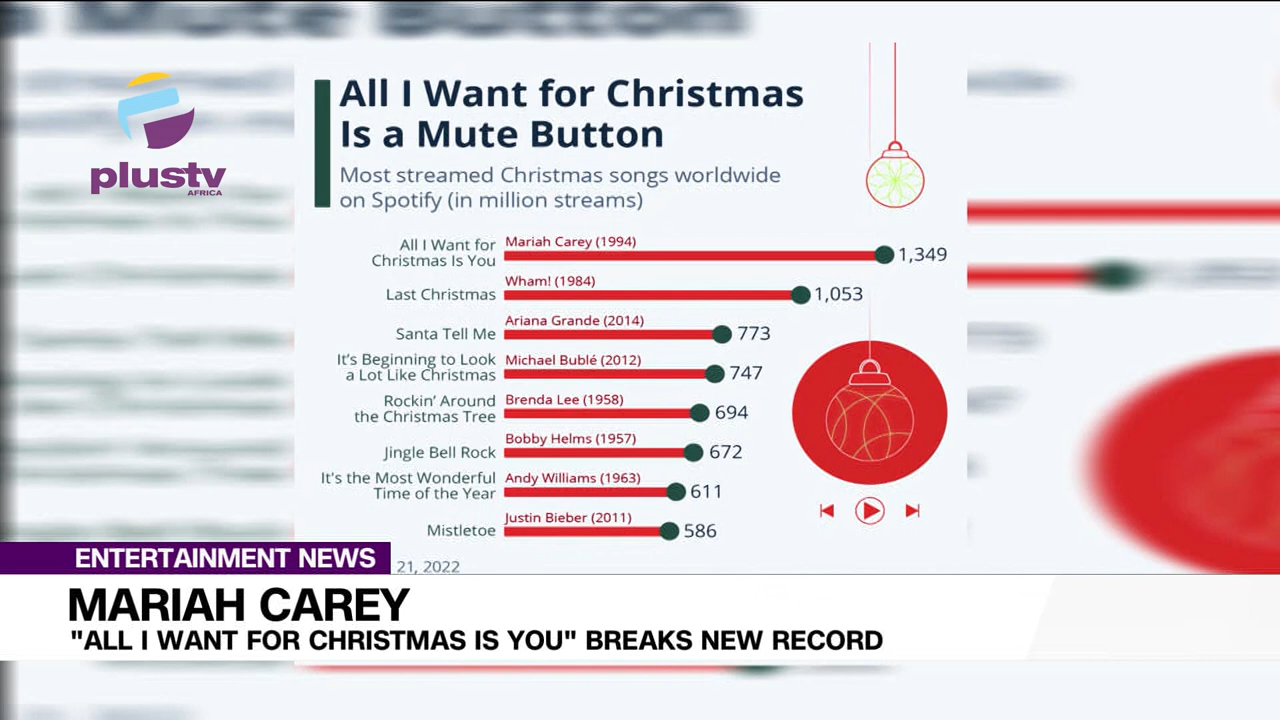 All I Want for Christmas
Is a Mute Button
Most streamed Christmas songs worldwide
on Spotify (in million streams)
plustv
AFRICA
All I Want for
Christmas Is You
Mariah Carey (1994)
1,349
Last Christmas
Wham! (1984)
1,053
Santa Tell Me
Ariana Grande (2014)
773
It's Beginning to Look
a Lot Like Christmas
Michael Bublé (2012)
747
Rockin' Around
the Christmas Tree
Brenda Lee (1958)
694
Jingle Bell Rock
Bobby Helms (1957)
672
It's the Most Wonderful
Time of the Year
Andy Williams (1963)
611
Mistletoe
Justin Bieber (2011)
586
21, 2022
ENTERTAINMENT NEWS
MARIAH CAREY
"ALL I WANT FOR CHRISTMAS IS YOU" BREAKS NEW RECORD